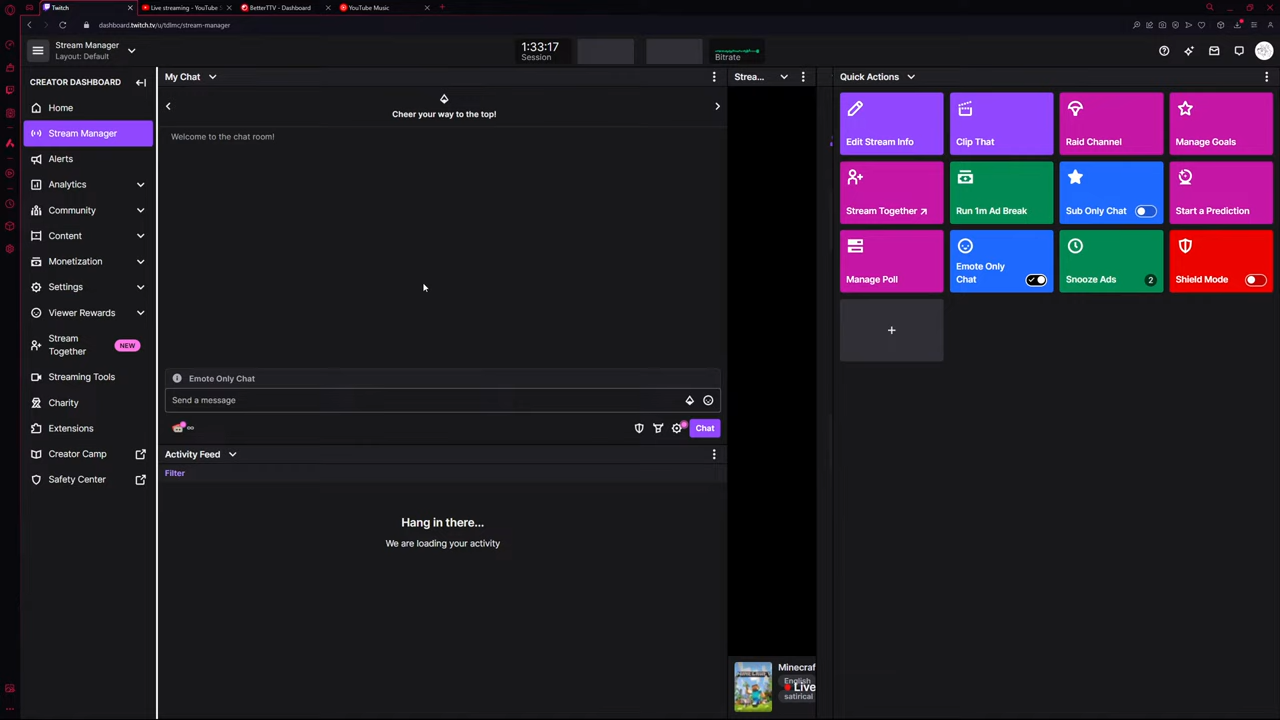 Twitch
Live streaming - YouTube S
BetterTTV - Dashboard
YouTube Music
dashboard.twitch.tv/u/tdlmc/stream-manager
Stream Manager
Layout: Default
1:33:17
Session
Bitrate
CREATOR DASHBOARD
Home
Stream Manager
Alerts
Analytics
Community
Content
Monetization
Settings
Viewer Rewards
Stream
Together
NEW
Streaming Tools
Charity
Extensions
Creator Camp
Safety Center
My Chat
Cheer your way to the top!
Welcome to the chat room!
Emote Only Chat
Send a message
Chat
Activity Feed
Filter
Hang in there...
We are loading your activity
Strea...
Minecraf
English
Live
satirical
Quick Actions
Edit Stream Info
Clip That
Raid Channel
Manage Goals
Stream Together
Run 1m Ad Break
Sub Only Chat
Start a Prediction
Manage Poll
Emote Only
Chat
Snooze Ads
2
Shield Mode
+